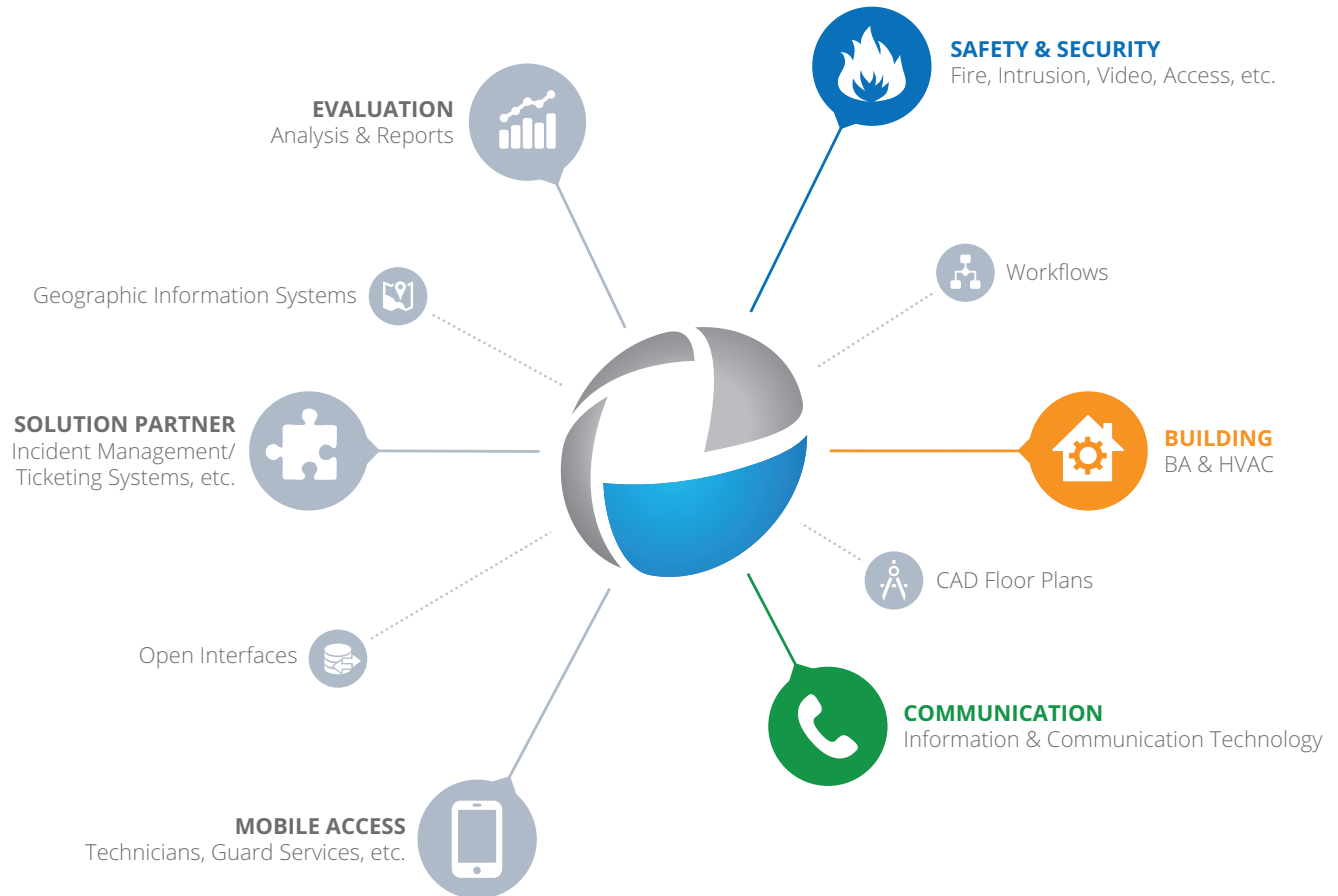 SAFETY & SECURITY
Fire, Intrusion, Video, Access, etc.
EVALUATION
Analysis & Reports
Workflows
Geographic Information Systems
SOLUTION PARTNER
Incident Management/
Ticketing Systems, etc.
BUILDING
BA & HVAC
CAD Floor Plans
Open Interfaces
COMMUNICATION
Information & Communication Technology
MOBILE ACCESS
Technicians, Guard Services, etc.